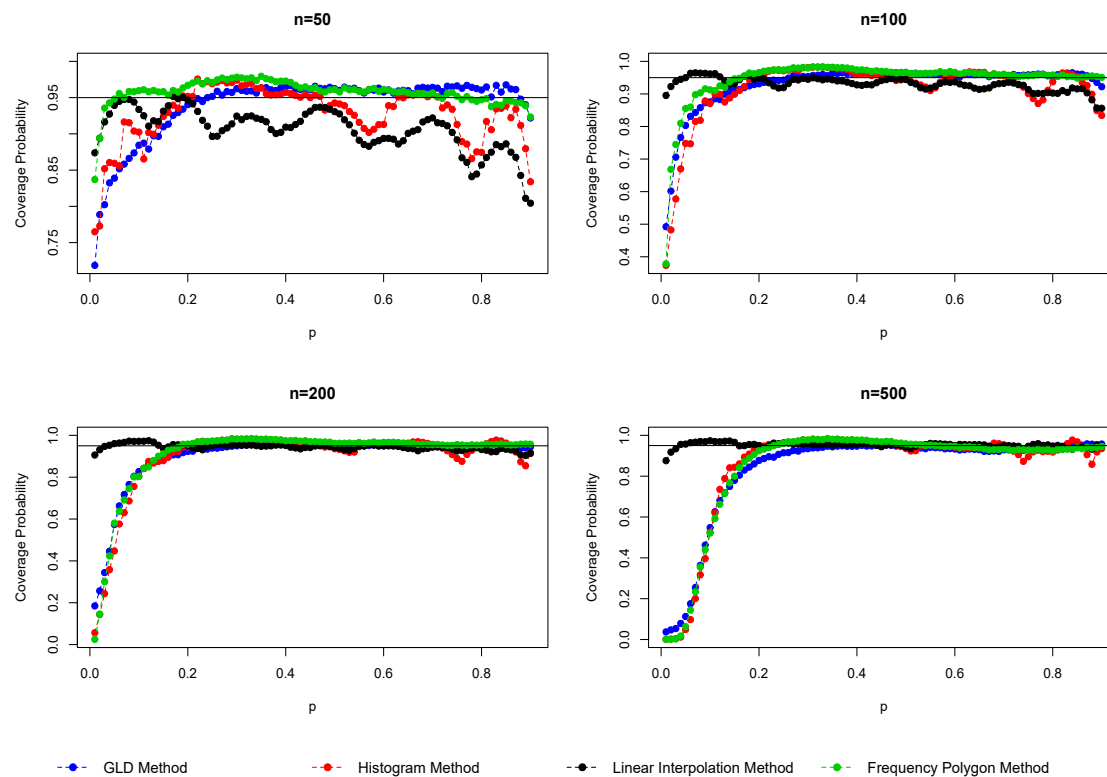 n=50
n=100
Coverage Probability
0.75
0.85
0.95
0.0
0.2
0.4
0.6
0.8
p
Coverage Probability
0.4
0.5
0.6
0.7
0.8
0.9
1.0
0.0
0.2
0.4
0.6
0.8
p
n=200
n=500
Coverage Probability
0.0
0.2
0.4
0.6
0.8
1.0
0.0
0.2
0.4
0.6
0.8
p
Coverage Probability
0.0
0.2
0.4
0.6
0.8
1.0
0.0
0.2
0.4
0.6
0.8
p
GLD Method
Histogram Method
Linear Interpolation Method
Frequency Polygon Method